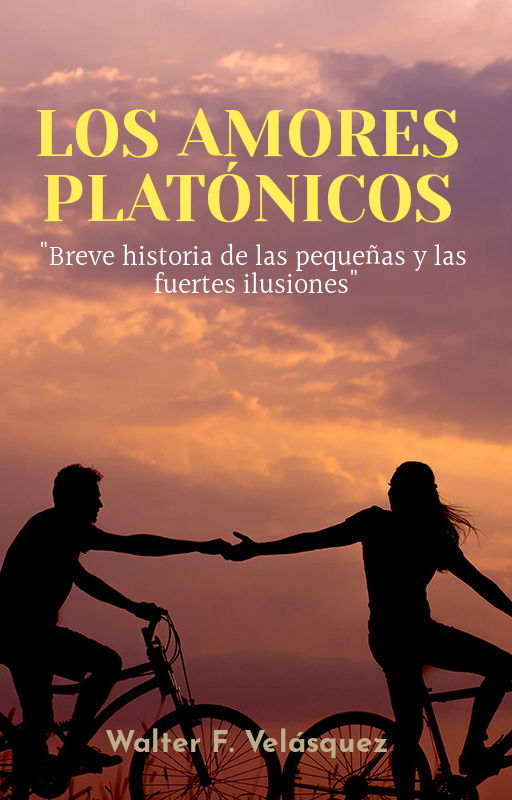 LOS AMORES
PLATÓNICOS
"Breve historia de las pequeñas y las
fuertes ilusiones"
Walter F. Velásquez